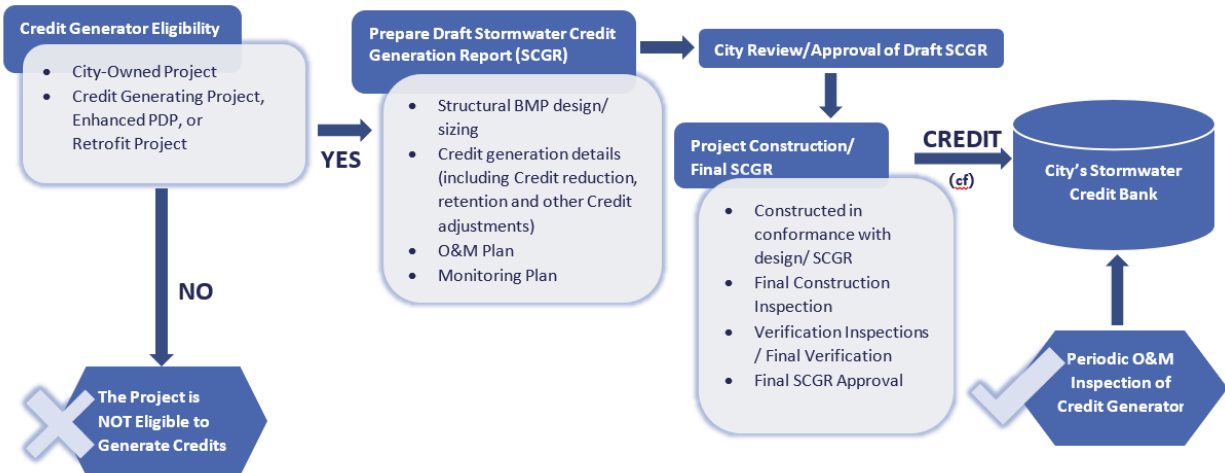 Credit Generator Eligibility
• City-Owned Project
• Credit Generating Project,
Enhanced PDP, or
Retrofit Project
YES
NO
The Project is
NOT Eligible to
Generate Credits
Prepare Draft Stormwater Credit
Generation Report (SCGR)
• Structural BMP design/
sizing
• Credit generation details
(including Credit reduction,
retention and other Credit
adjustments)
• O&M Plan
• Monitoring Plan
City Review/Approval of Draft SCGR
Project Construction/
Final SCGR
• Constructed in
conformance with
design/ SCGR
• Final Construction
Inspection
• Verification Inspections
/ Final Verification
• Final SCGR Approval
CREDIT
(cf)
City's Stormwater
Credit Bank
Periodic O&M
Inspection of
Credit Generator